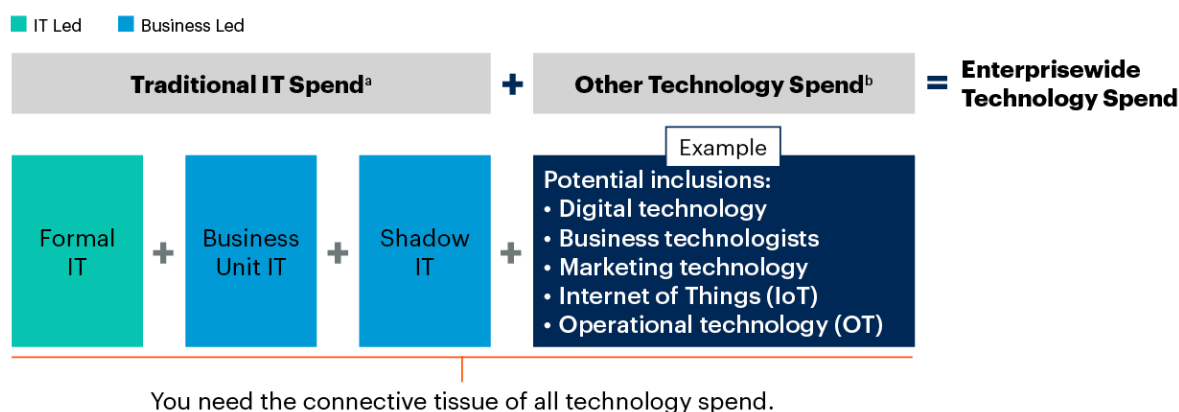 IT Led Business Led
Traditional IT Spendᵃ + Other Technology Spendᵇ = Enterprisewide
Technology Spend
Example
Formal
IT
+
Business
Unit IT
+
Shadow
IT
+
Potential inclusions:
• Digital technology
• Business technologists
• Marketing technology
• Internet of Things (IoT)
• Operational technology (OT)
You need the connective tissue of all technology spend.